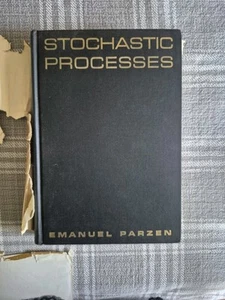 STOCHASTIC
PROCESSES
EMANUEL PARZEN